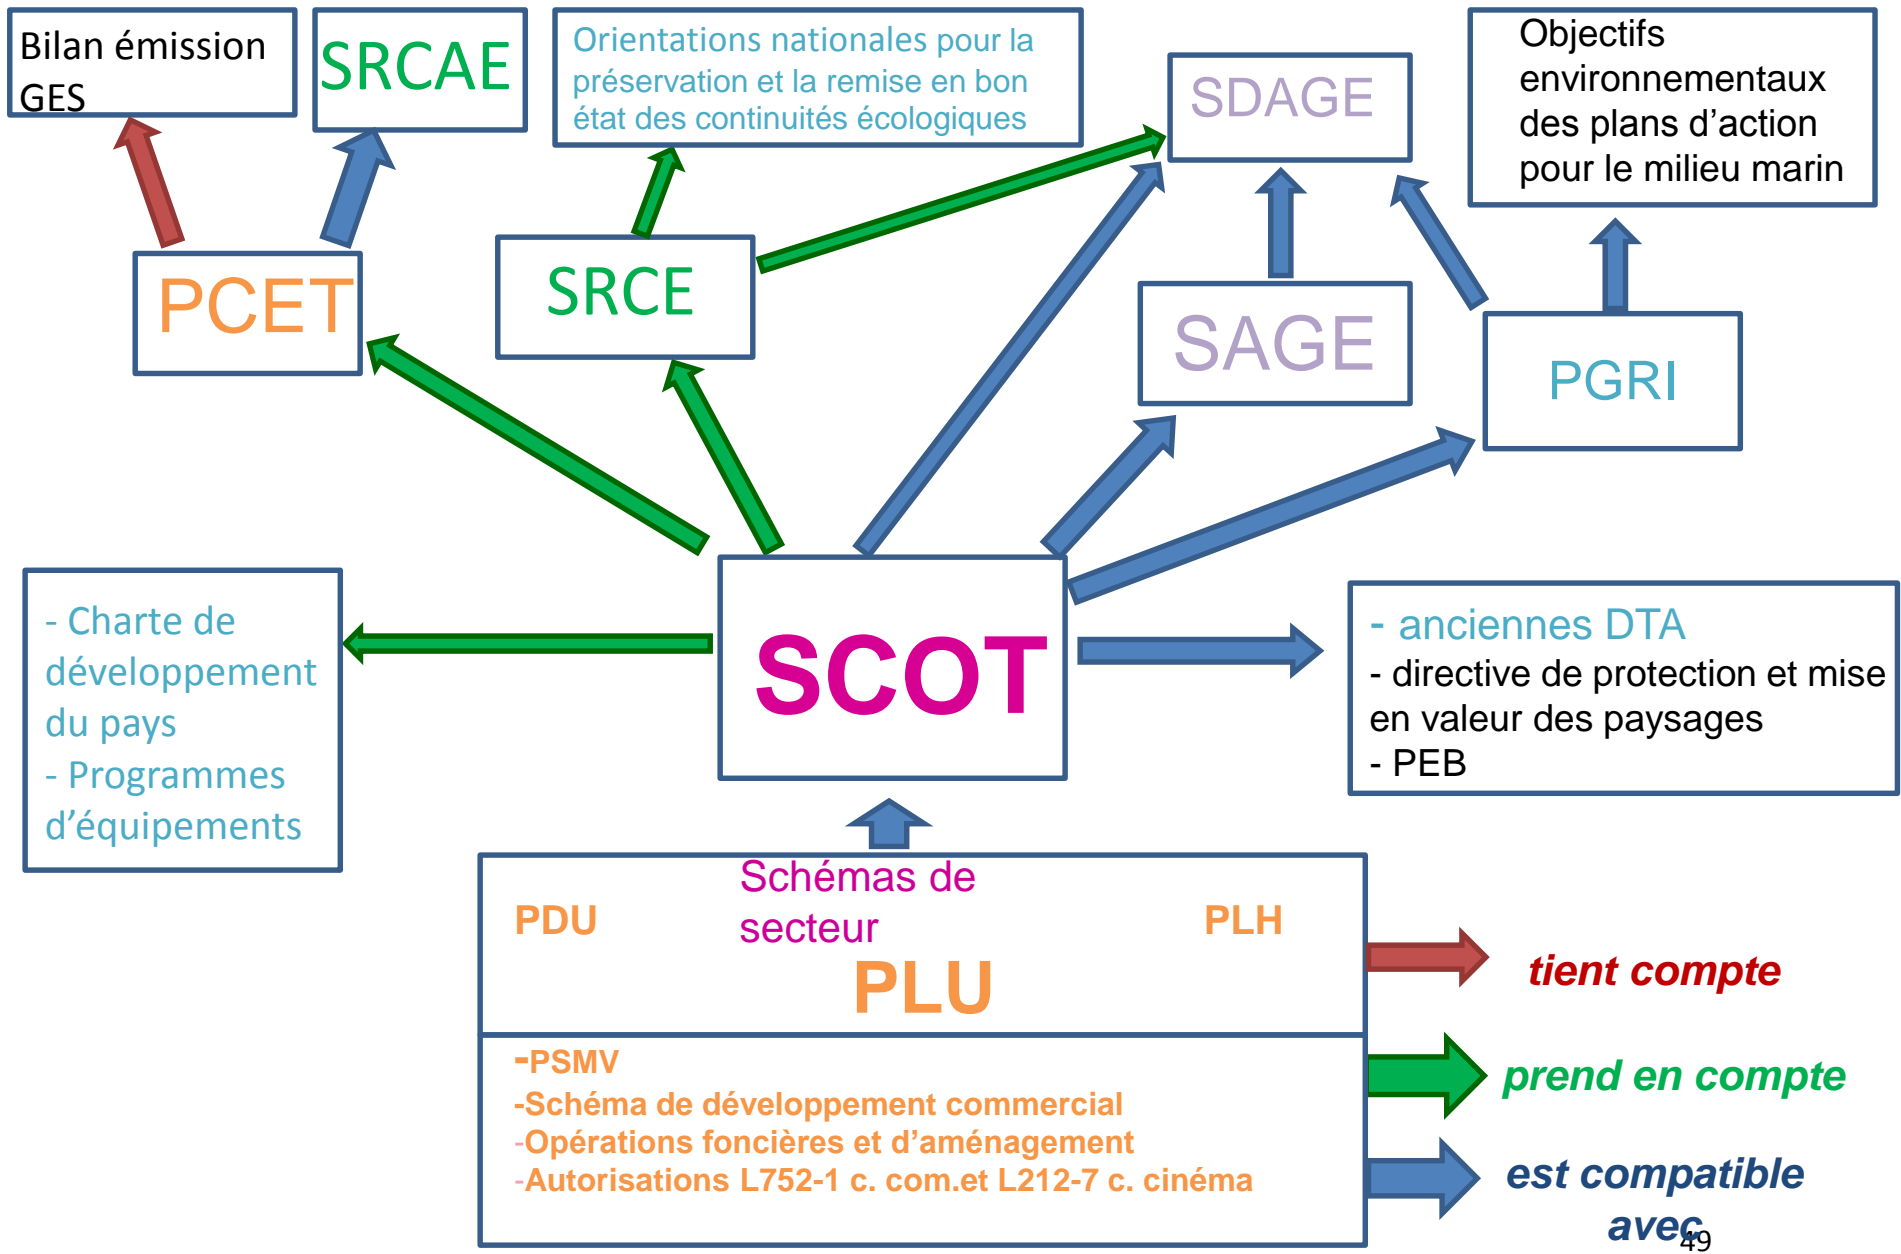 Bilan émission
GES
SRCAE
Orientations nationales pour la
préservation et la remise en bon
état des continuités écologiques
SDAGE
Objectifs
environnementaux
des plans d’action
pour le milieu marin
PCET
SRCE
SAGE
PGRI
- Charte de
développement
du pays
- Programmes
d’équipements
SCOT
- anciennes DTA
- directive de protection et mise
en valeur des paysages
- PEB
Schémas de
secteur
PDU
PLH
PLU
tient compte
-PSMV
-Schéma de développement commercial
-Opérations foncières et d’aménagement
-Autorisations L752-1 c. com.et L212-7 c. cinéma
prend en compte
est compatible
avec
49